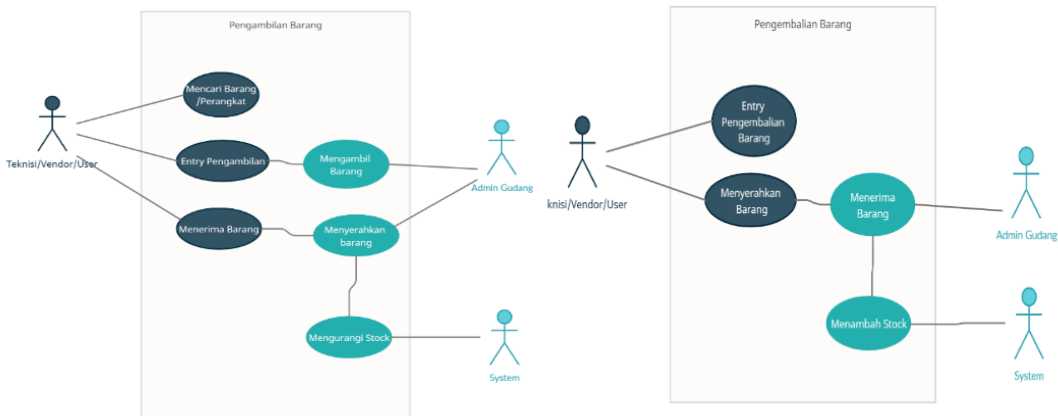 Pengambilan Barang
Mencari Barang
/Perangkat
Teknisi/Vendor/User
Entry Pengambilan
Mengambil
Barang
Admin Gudang
Menerima Barang
Menyerahkan
barang
Mengurangi Stock
System
Pengembalian Barang
Entry
Pengembalian
Barang
knisi/Vendor/User
Menyerahkan
Barang
Menerima
Barang
Admin Gudang
Menambah Stock
System